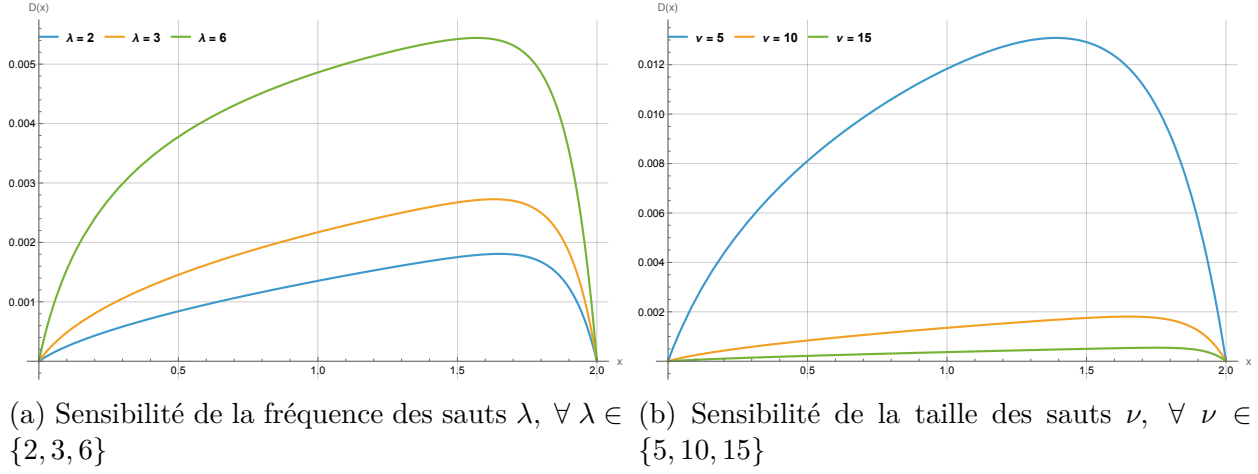 D(x)
λ = 2 λ = 3 λ = 6
0.005
0.004
0.003
0.002
0.001
0.5 1.0 1.5 2.0 x
D(x)
ν = 5 ν = 10 ν = 15
0.012
0.010
0.008
0.006
0.004
0.002
0.5 1.0 1.5 2.0 x
(a) Sensibilité de la fréquence des sauts λ, ∀ λ ∈
{2, 3, 6}
(b) Sensibilité de la taille des sauts ν, ∀ ν ∈
{5, 10, 15}